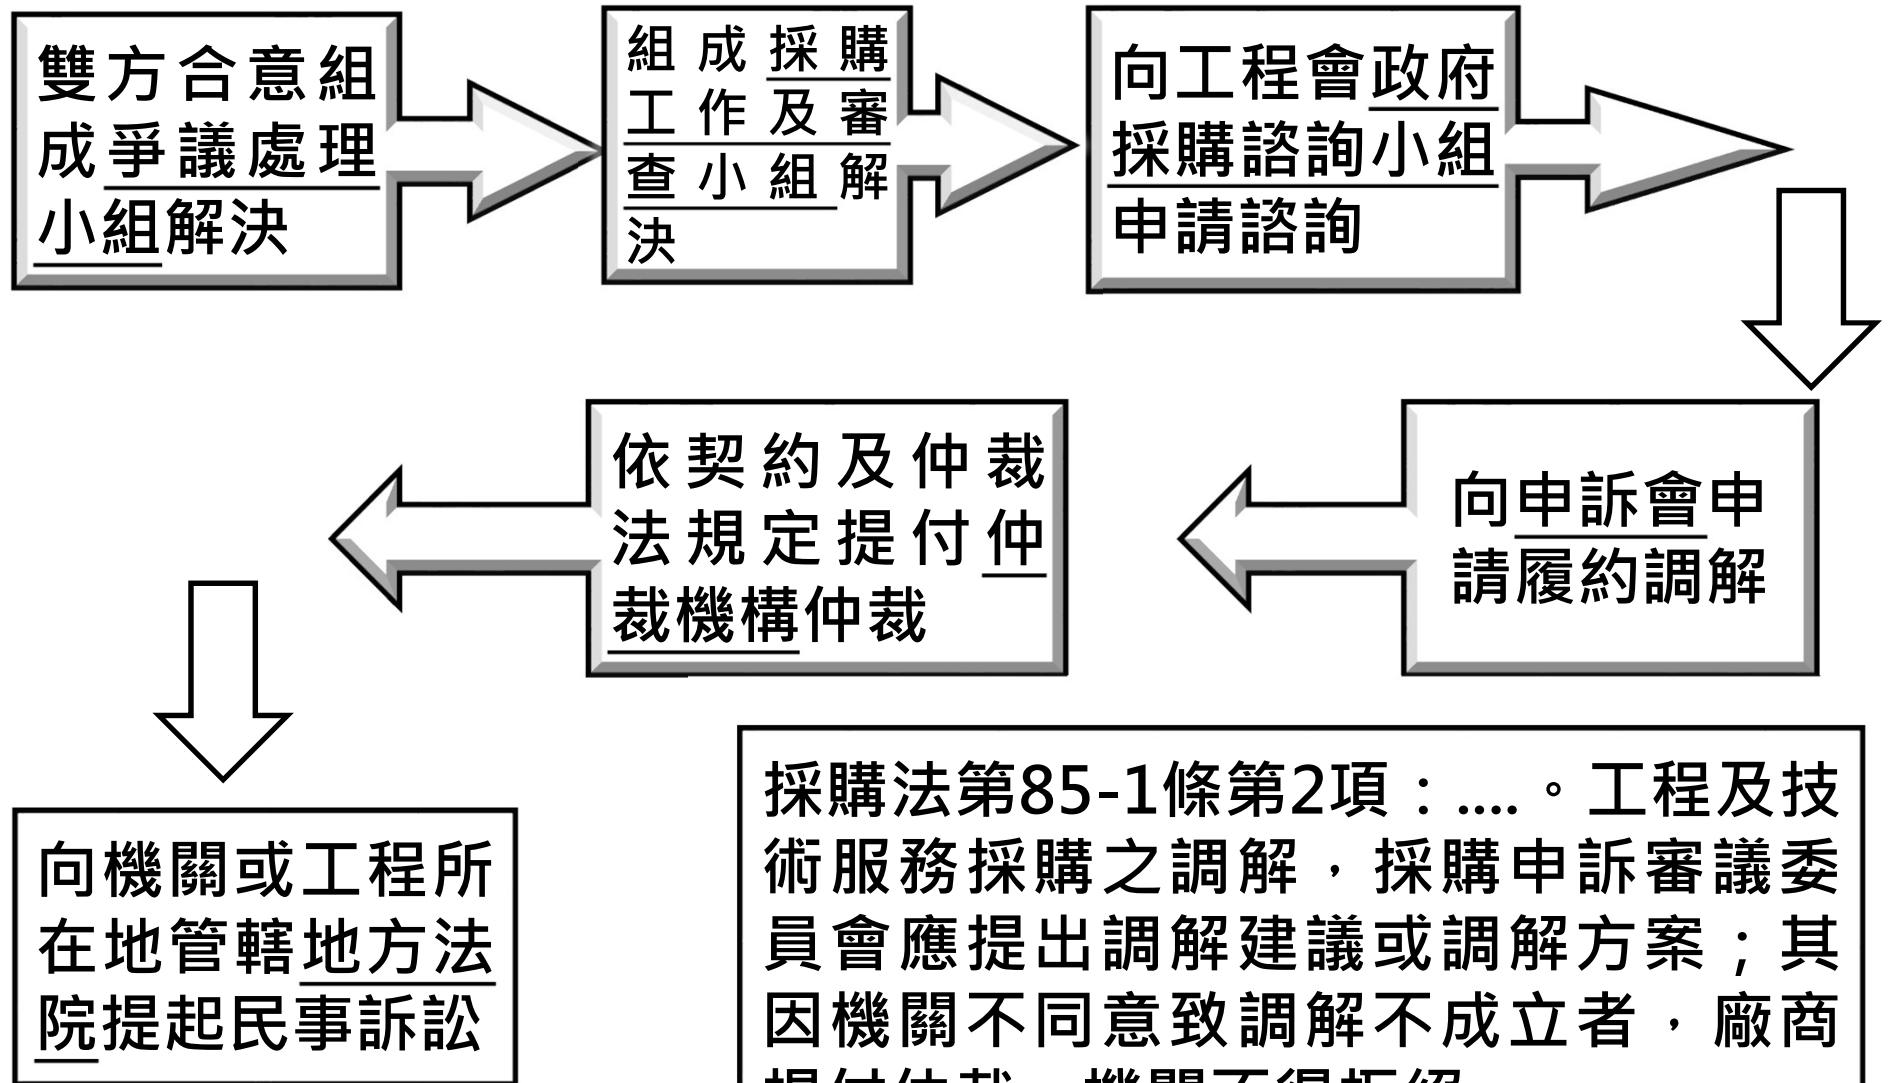 雙方合意組
成爭議處理
小組解決
組成採購
工作及審
查小組解
決
向工程會政府
採購諮詢小組
申請諮詢
向申訴會申
請履約調解
依契約及仲裁
法規定提付仲
裁機構仲裁
向機關或工程所
在地管轄地方法
院提起民事訴訟
採購法第85-1條第2項：....。工程及技
術服務採購之調解，採購申訴審議委
員會應提出調解建議或調解方案；其
因機關不同意致調解不成立者，廠商